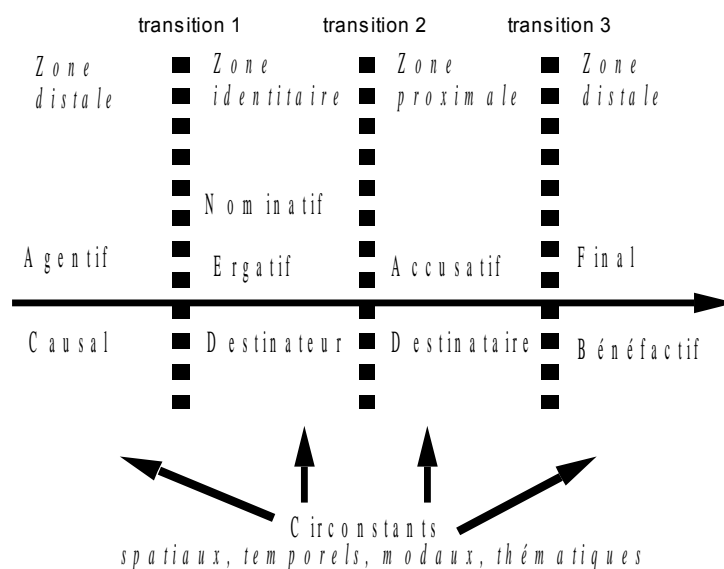 transition 1 transition 2 transition 3
Zone Zone Zone Zone
distale identitaire proximale distale
Nominatif
Agentif Ergatif Accusatif Final
Causal Destinateur Destinataire Bénéfactif
Circonstants
spatiaux, temporels, modaux, thématiques